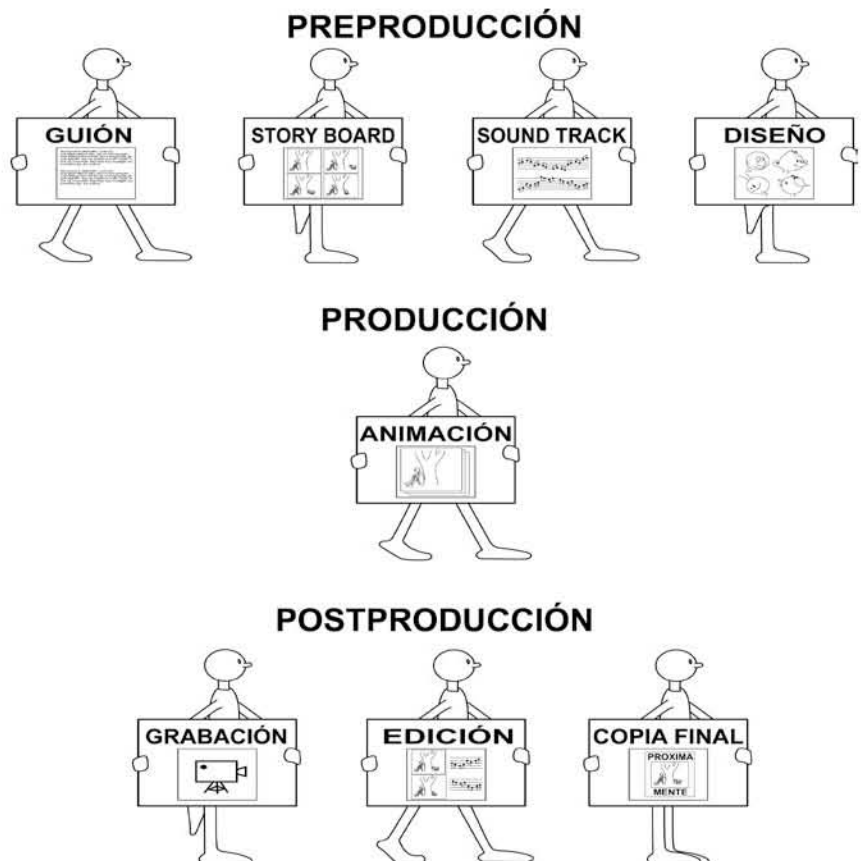 PREPRODUCCIÓN
GUIÓN
STORY BOARD
SOUND TRACK
DISEÑO
PRODUCCIÓN
ANIMACIÓN
POSTPRODUCCIÓN
GRABACIÓN
EDICIÓN
COPIA FINAL
PROXIMA
MENTE